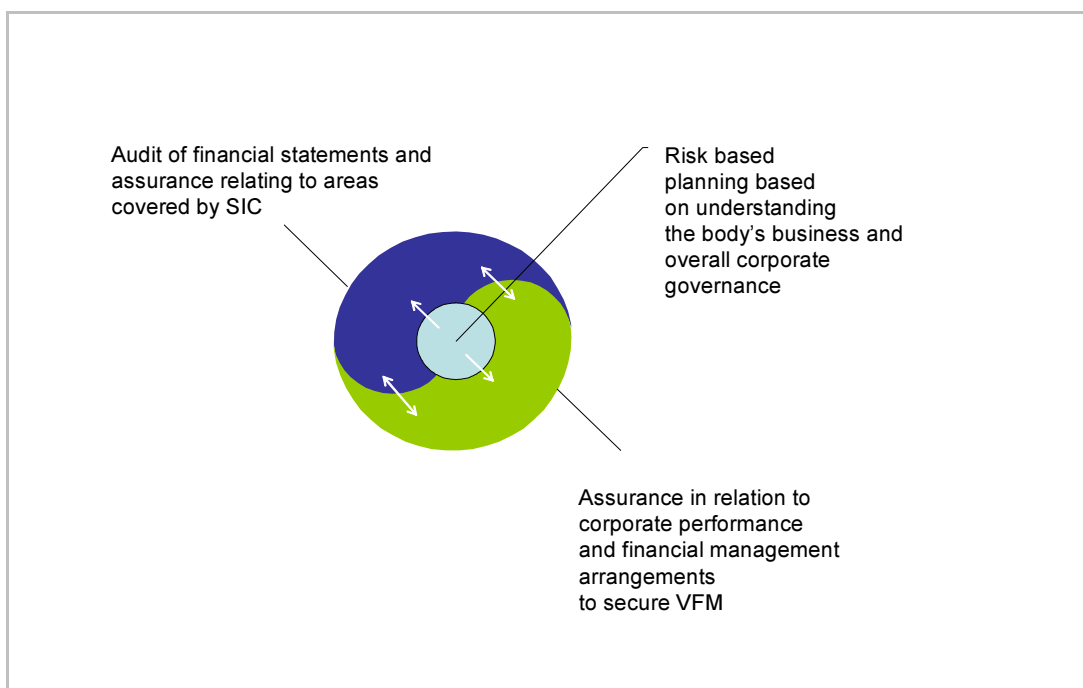 Audit of financial statements and
assurance relating to areas
covered by SIC
Risk based
planning based
on understanding
the body’s business and
overall corporate
governance
Assurance in relation to
corporate performance
and financial management
arrangements
to secure VFM